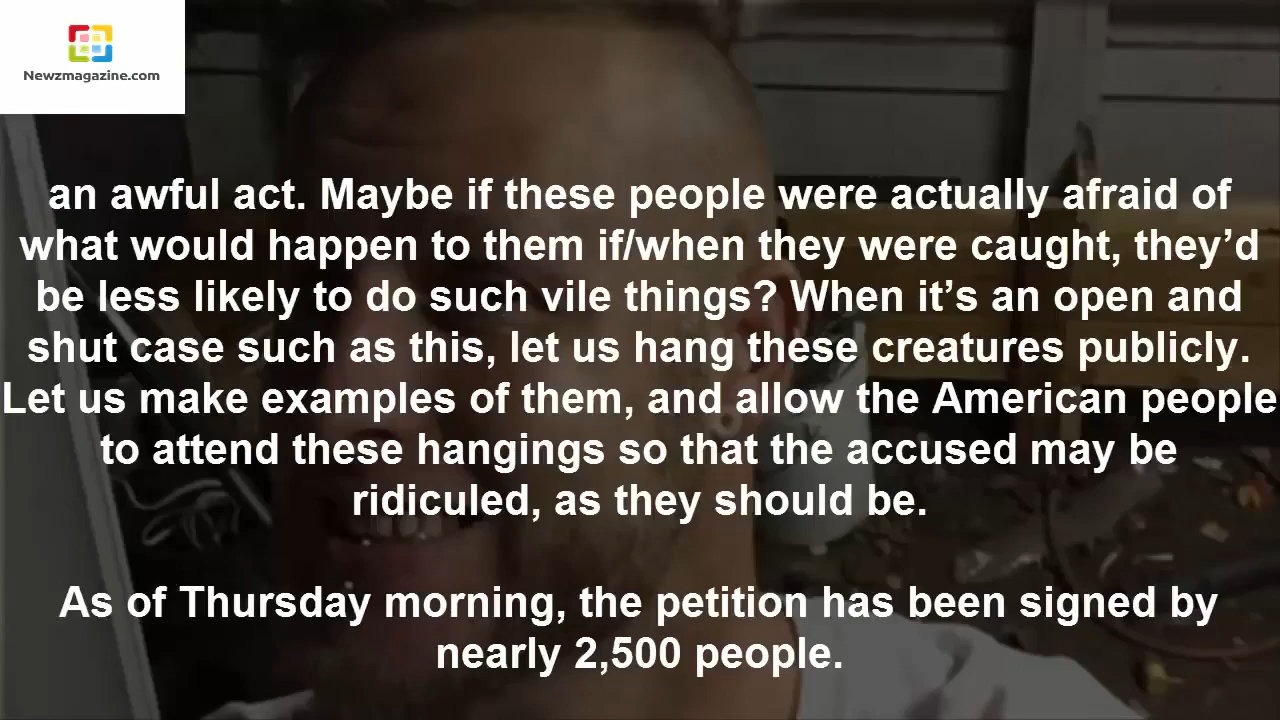 Newzmagazine.com
an awful act. Maybe if these people were actually afraid of
what would happen to them if/when they were caught, they’d
be less likely to do such vile things? When it’s an open and
shut case such as this, let us hang these creatures publicly.
Let us make examples of them, and allow the American people
to attend these hangings so that the accused may be
ridiculed, as they should be.
As of Thursday morning, the petition has been signed by
nearly 2,500 people.